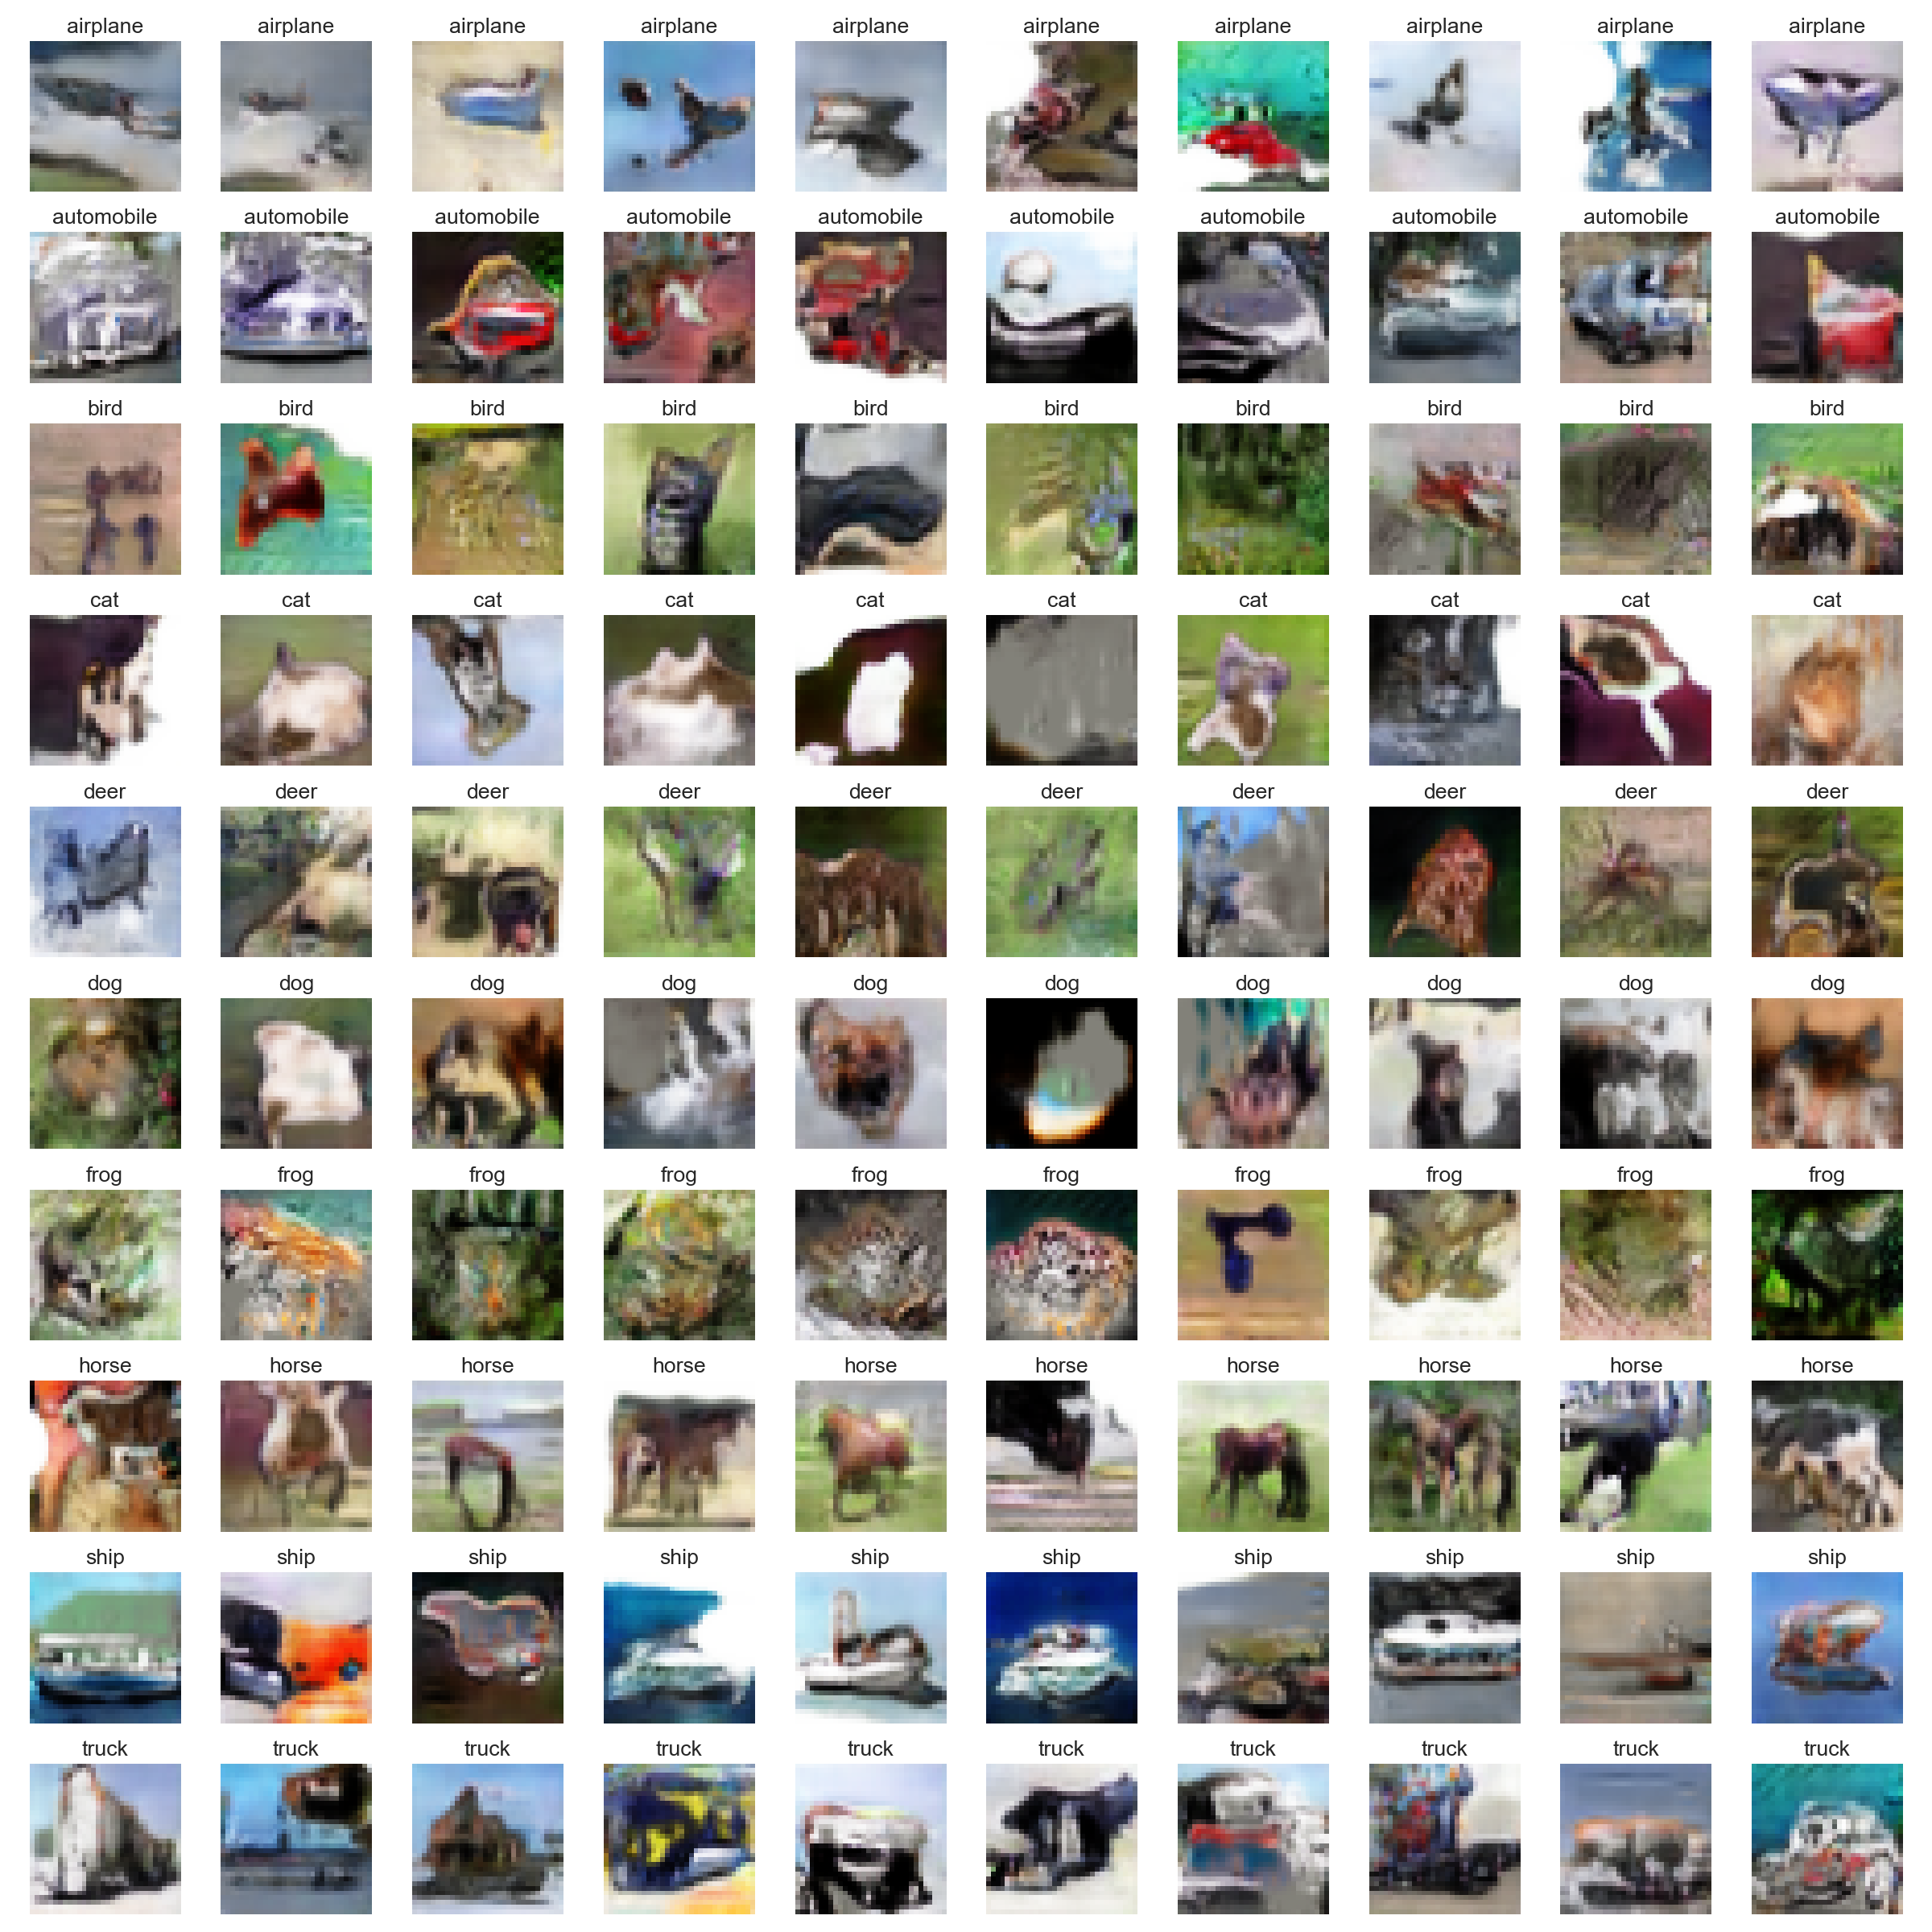 airplane airplane airplane airplane airplane airplane airplane airplane airplane airplane
automobile automobile automobile automobile automobile automobile automobile automobile automobile automobile
bird bird bird bird bird bird bird bird bird bird
cat cat cat cat cat cat cat cat cat cat
deer deer deer deer deer deer deer deer deer deer
dog dog dog dog dog dog dog dog dog dog
frog frog frog frog frog frog frog frog frog frog
horse horse horse horse horse horse horse horse horse horse
ship ship ship ship ship ship ship ship ship ship
truck truck truck truck truck truck truck truck truck truck